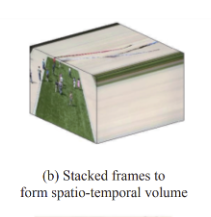 (b) Stacked frames to
form spatio-temporal volume